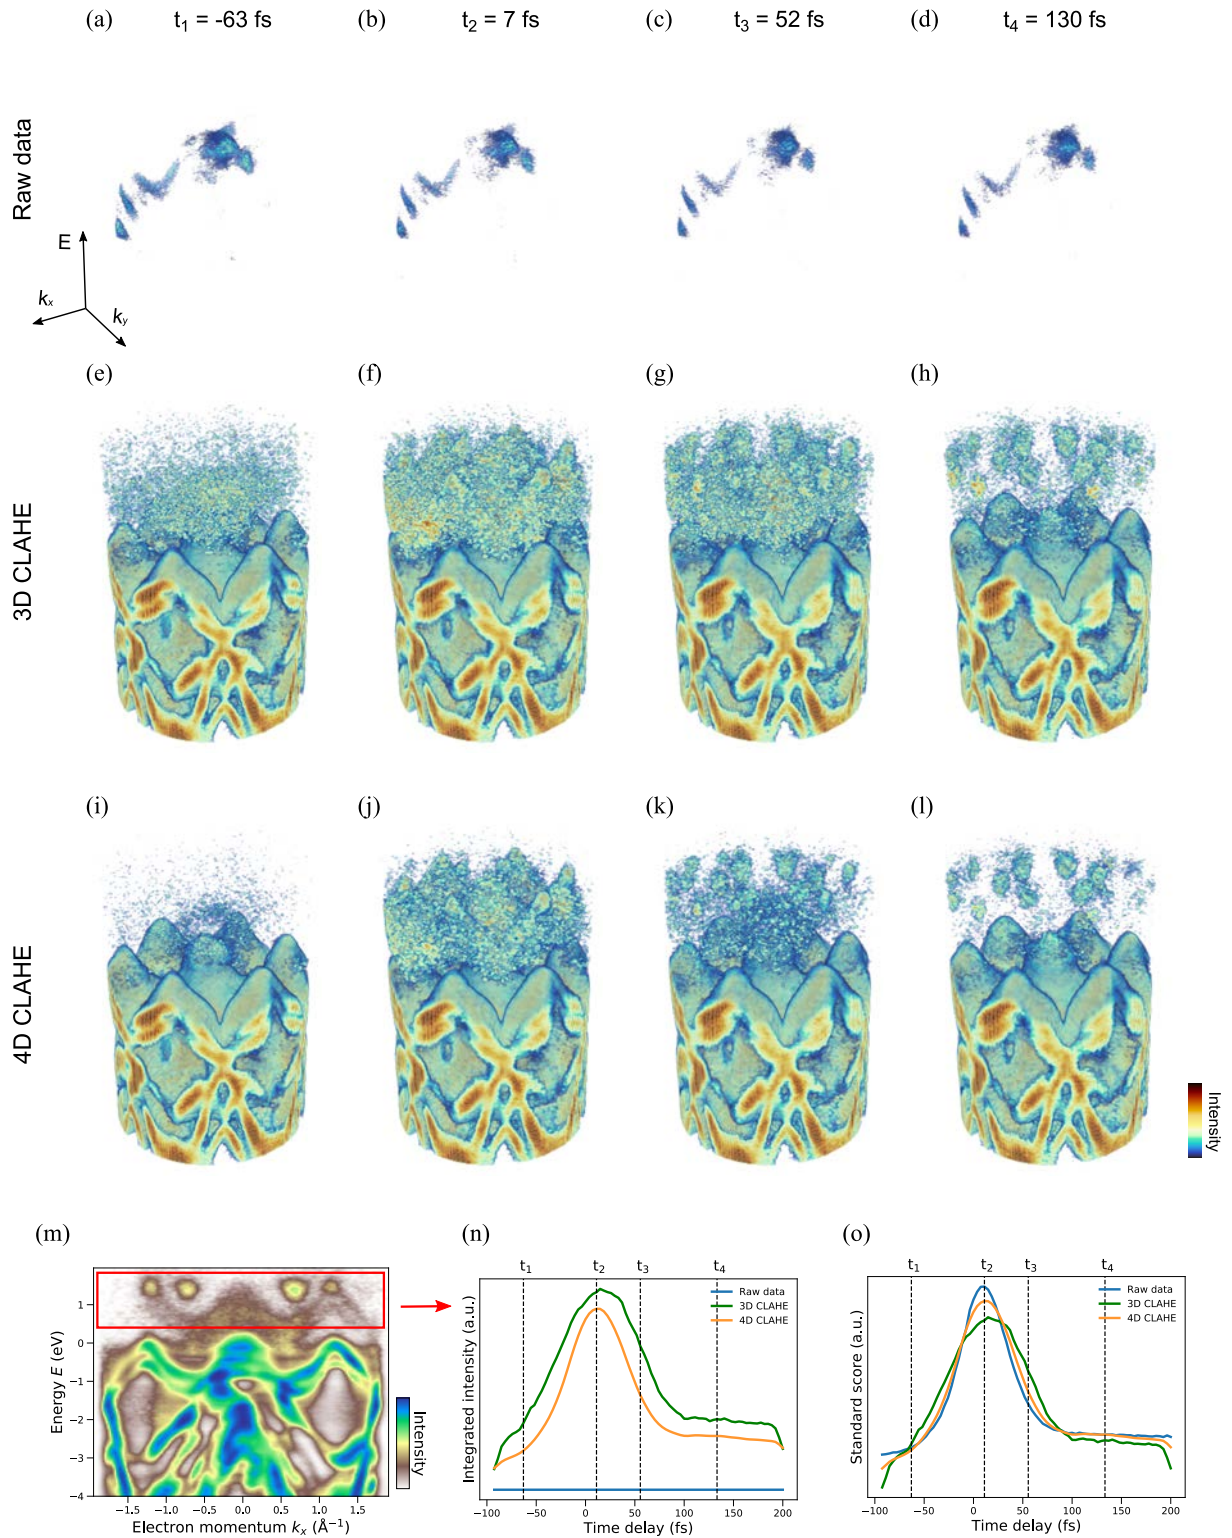 (a) t₁ = -63 fs (b) t₂ = 7 fs (c) t₃ = 52 fs (d) t₄ = 130 fs
Raw data
E
kₓ
k_y
(e) (f) (g) (h)
3D CLAHE
(i) (j) (k) (l)
4D CLAHE
Intensity
(m) (n) (o)
Energy E (eV)
1
0
−1
−2
−3
−4
−1.5 −1.0 −0.5 0.0 0.5 1.0 1.5
Electron momentum kₓ (Å⁻¹)
Intensity
t₁ t₂ t₃ t₄
Raw data
3D CLAHE
4D CLAHE
Integrated intensity (a.u.)
−100 −50 0 50 100 150 200
Time delay (fs)
t₁ t₂ t₃ t₄
Raw data
3D CLAHE
4D CLAHE
Standard score (a.u.)
−100 −50 0 50 100 150 200
Time delay (fs)